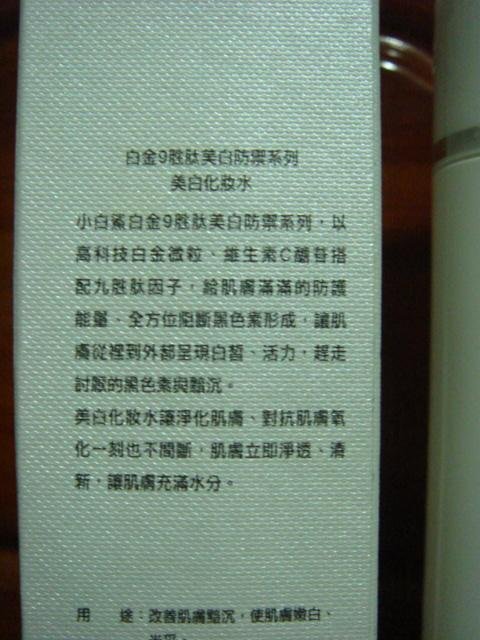 白金9胜肽美白防禦系列
美白化妝水
小白鯊白金9胜肽美白防禦系列，以
高科技白金微粒、維生素C醣苷搭
配九胜肽因子，給肌膚滿滿的防護
能量、全方位阻斷黑色素形成，讓肌
膚從裡到外都呈現白皙、活力，趕走
討厭的黑色素與黯沉。
美白化妝水讓淨化肌膚、對抗肌膚氧
化一刻也不間斷，肌膚立即淨透、清
新，讓肌膚充滿水分。
用 途：改善肌膚黯沉，使肌膚嫩白、